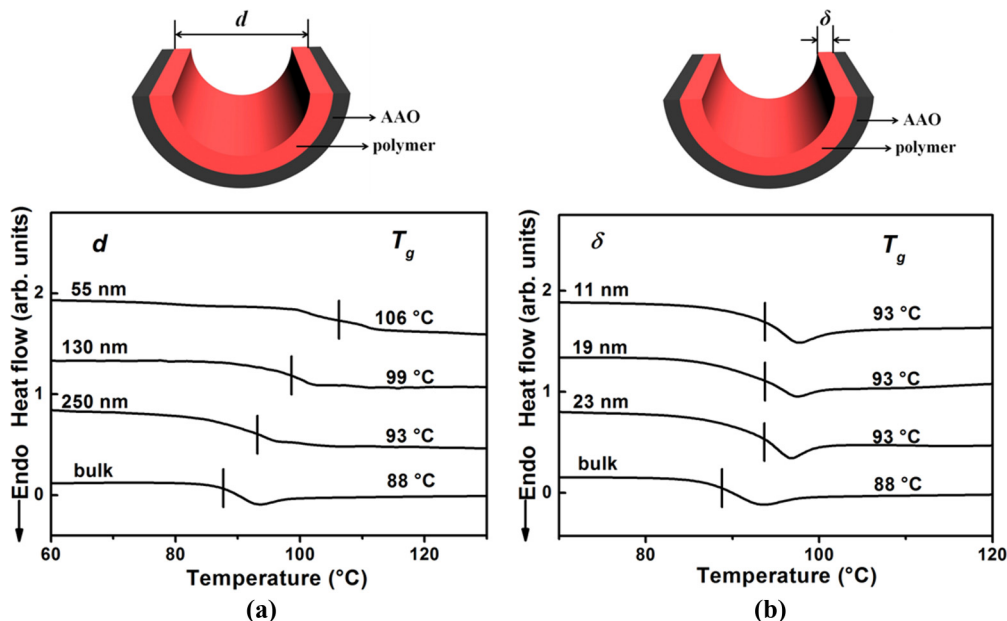 d
AAO
polymer
δ
AAO
polymer
Endo Heat flow (arb. units)
d
T_g
2
1
0
55 nm
106 °C
130 nm
99 °C
250 nm
93 °C
bulk
88 °C
60
80
100
120
Temperature (°C)
(a)
Endo Heat flow (arb. units)
δ
T_g
2
1
0
11 nm
93 °C
19 nm
93 °C
23 nm
93 °C
bulk
88 °C
80
100
120
Temperature (°C)
(b)